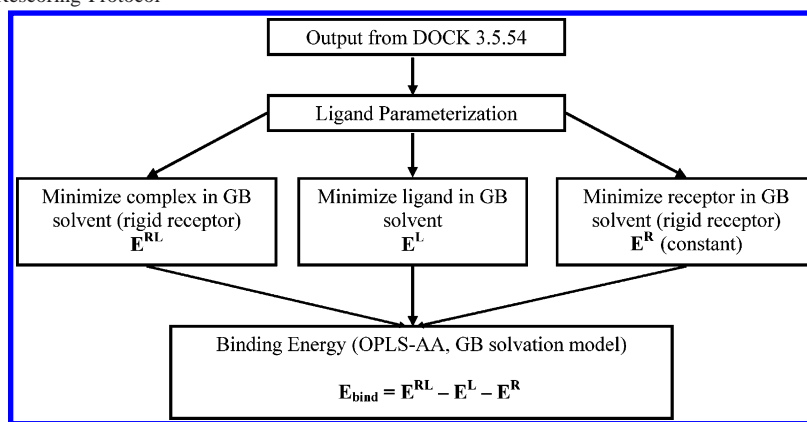 Rescoring Protocol
Output from DOCK 3.5.54
Ligand Parameterization
Minimize complex in GB
solvent (rigid receptor)
E^RL
Minimize ligand in GB
solvent
E^L
Minimize receptor in GB
solvent (rigid receptor)
E^R (constant)
Binding Energy (OPLS-AA, GB solvation model)
E_bind = E^RL – E^L – E^R